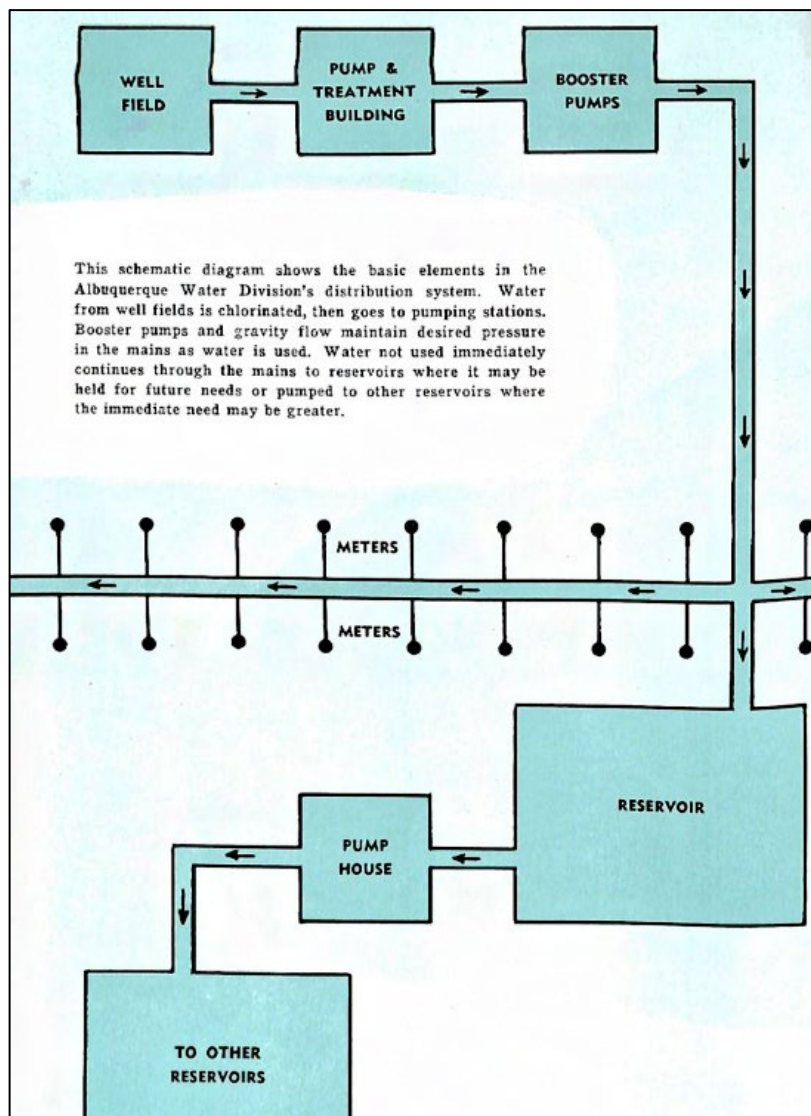 WELL
FIELD
PUMP &
TREATMENT
BUILDING
BOOSTER
PUMPS
This schematic diagram shows the basic elements in the
Albuquerque Water Division's distribution system. Water
from well fields is chlorinated, then goes to pumping stations.
Booster pumps and gravity flow maintain desired pressure
in the mains as water is used. Water not used immediately
continues through the mains to reservoirs where it may be
held for future needs or pumped to other reservoirs where
the immediate need may be greater.
METERS
METERS
RESERVOIR
PUMP
HOUSE
TO OTHER
RESERVOIRS